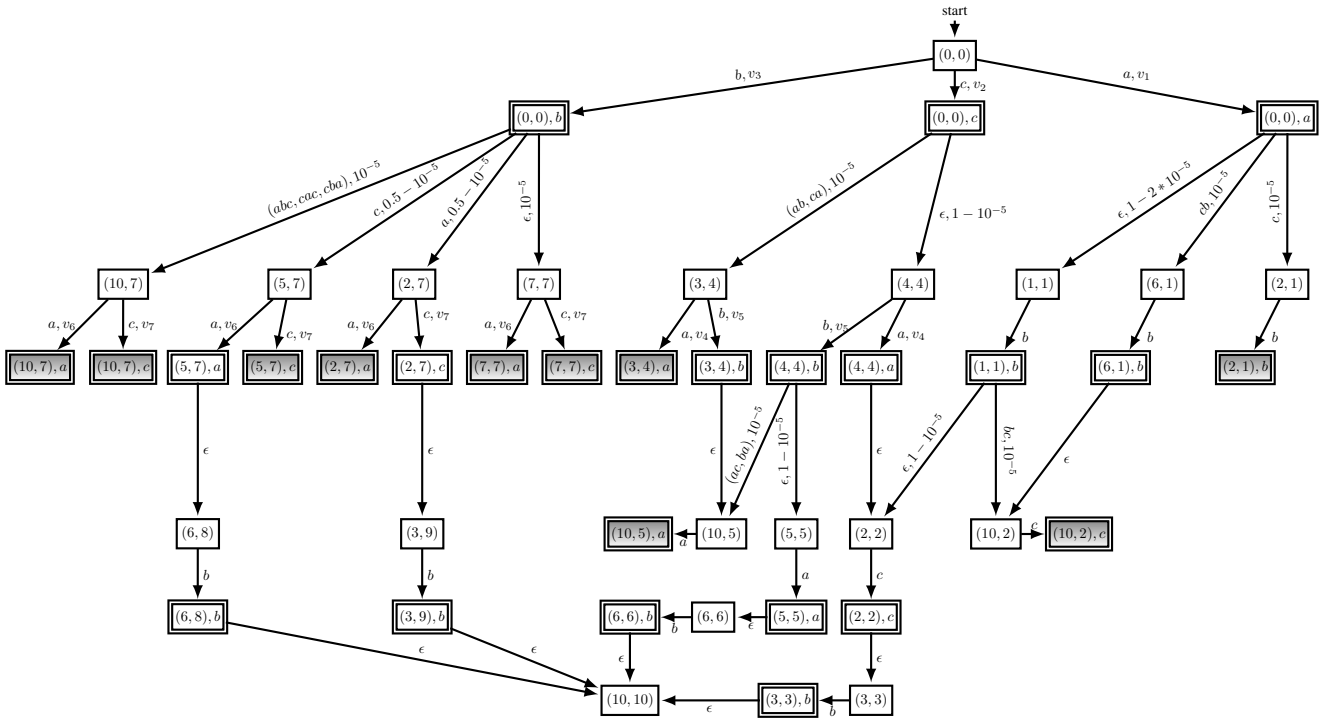 start
(0, 0)
b, v₃
c, v₂
a, v₁
(0, 0), b
(0, 0), c
(0, 0), a
(abc, cac, cba), 10⁻⁵
c, 0.5 − 10⁻⁵
a, 0.5 − 10⁻⁵
ϵ, 10⁻⁵
(ab, ca), 10⁻⁵
ϵ, 1 − 10⁻⁵
ϵ, 1 − 2 ∗ 10⁻⁵
cb, 10⁻⁵
c, 10⁻⁵
(10, 7)
(5, 7)
(2, 7)
(7, 7)
(3, 4)
(4, 4)
(1, 1)
(6, 1)
(2, 1)
a, v₆
c, v₇
a, v₆
c, v₇
a, v₆
c, v₇
a, v₆
c, v₇
a, v₄
b, v₅
b, v₅
a, v₄
b
b
b
(10, 7), a
(10, 7), c
(5, 7), a
(5, 7), c
(2, 7), a
(2, 7), c
(7, 7), a
(7, 7), c
(3, 4), a
(3, 4), b
(4, 4), b
(4, 4), a
(1, 1), b
(6, 1), b
(2, 1), b
ϵ
ϵ
ϵ
(ac, ba), 10⁻⁵
ϵ, 1 − 10⁻⁵
ϵ
ϵ, 1 − 10⁻⁵
bc, 10⁻⁵
ϵ
(6, 8)
(3, 9)
(10, 5), a
a
(10, 5)
(5, 5)
(2, 2)
(10, 2)
c
(10, 2), c
b
b
a
c
(6, 8), b
(3, 9), b
(6, 6), b
b
(6, 6)
ϵ
(5, 5), a
(2, 2), c
ϵ
ϵ
ϵ
ϵ
(10, 10)
ϵ
(3, 3), b
b
(3, 3)